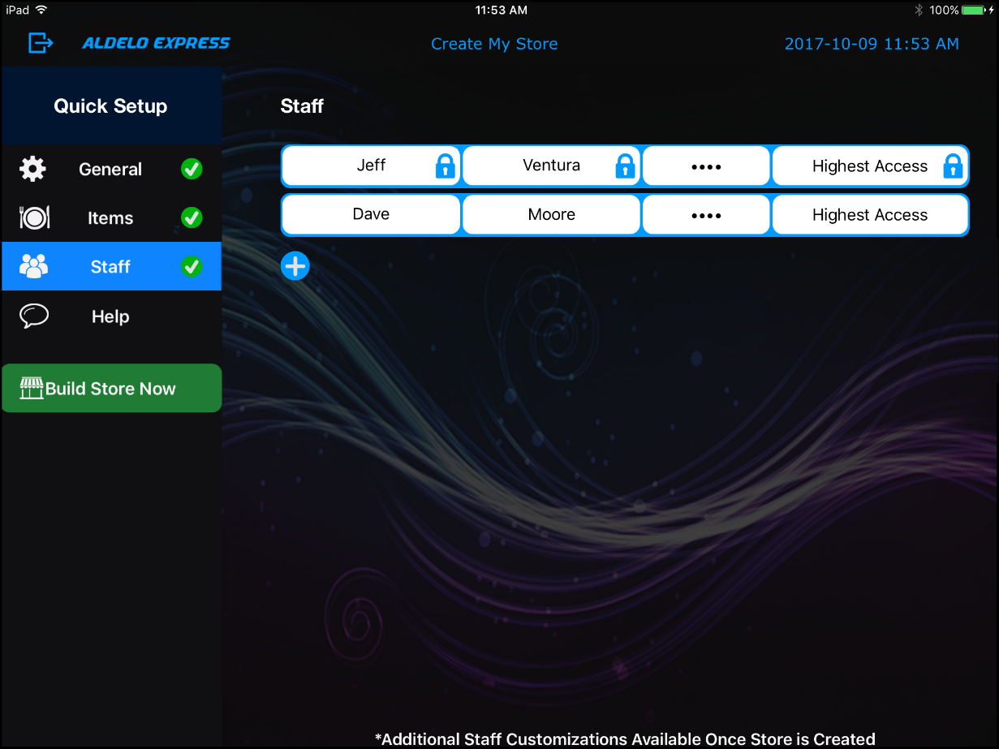 iPad 11:53 AM 100%
ALDELO EXPRESS Create My Store 2017-10-09 11:53 AM
Quick Setup
General
Items
Staff
Help
Build Store Now
Staff
Jeff Ventura •••• Highest Access
Dave Moore •••• Highest Access
*Additional Staff Customizations Available Once Store is Created